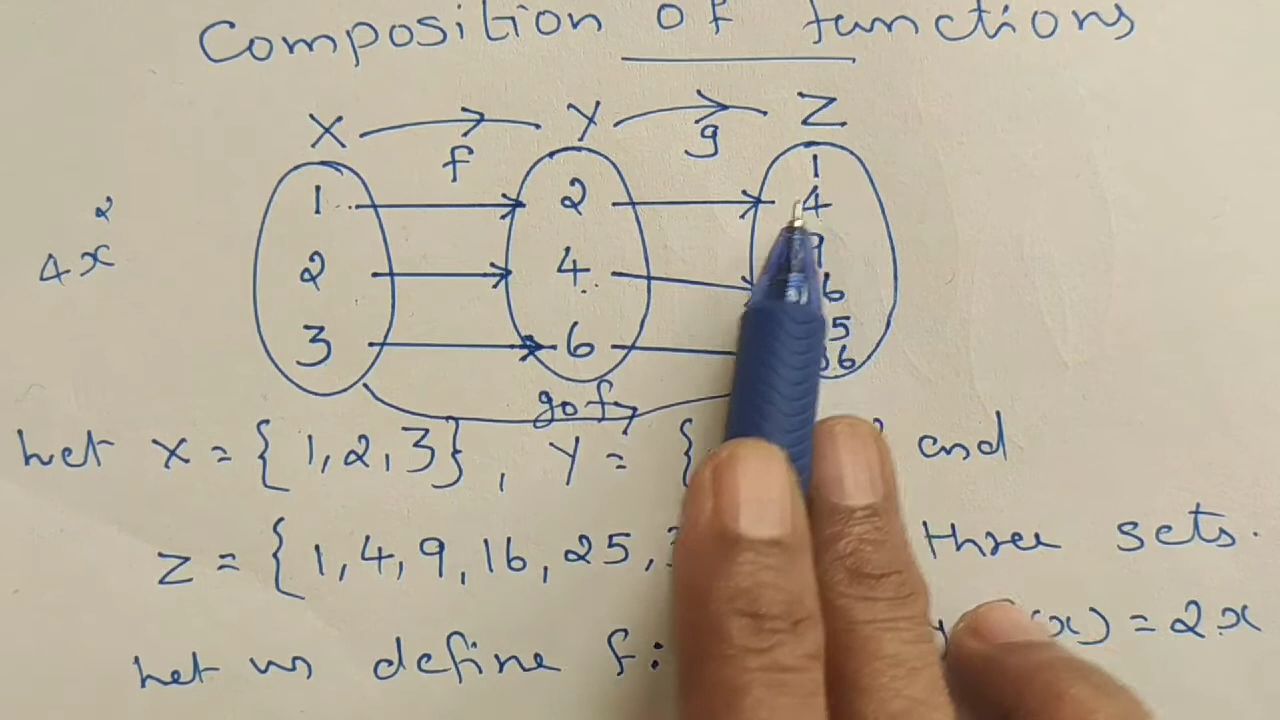 Composition of functions
X f Y g Z
1 2 1
2 4 4
3 6
4x²
gof
Let X = { 1, 2, 3 } , Y = { and
Z = { 1, 4, 9, 16, 25, three sets.
Let us define f: (x) = 2x